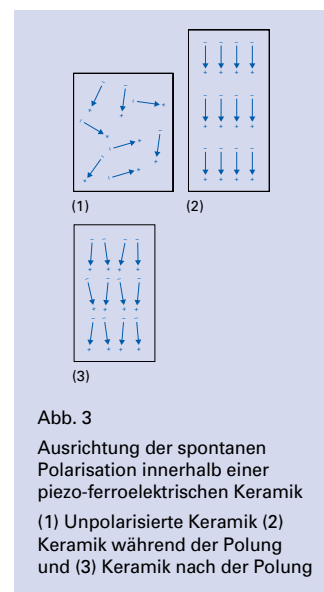 (1)
(2)
(3)
Abb. 3
Ausrichtung der spontanen
Polarisation innerhalb einer
piezo-ferroelektrischen Keramik
(1) Unpolarisierte Keramik (2)
Keramik während der Polung
und (3) Keramik nach der Polung